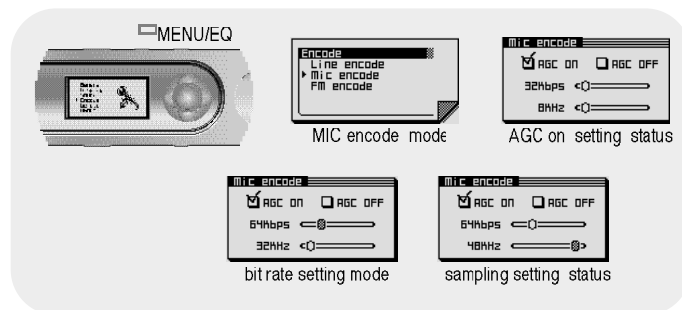 MENU/EQ
Encode
Line encode
Mic encode
FM encode
MIC encode mode
Mic encode
AGC ON AGC OFF
32Kbps
8KHz
AGC on setting status
Mic encode
AGC ON AGC OFF
64Kbps
32KHz
bit rate setting mode
Mic encode
AGC ON AGC OFF
64Kbps
48KHz
sampling setting status